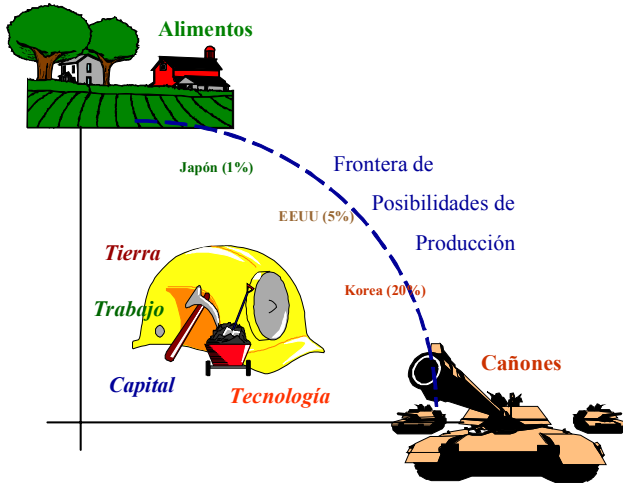 Alimentos
Japón (1%)
Frontera de
Posibilidades de
Producción
EEUU (5%)
Korea (20%)
Tierra
Trabajo
Capital
Tecnología
Cañones